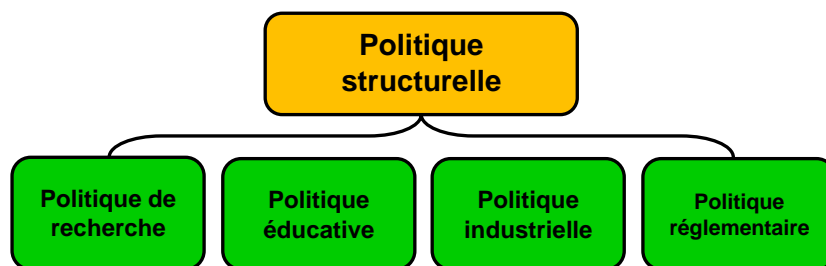 Politique
structurelle
Politique de
recherche
Politique
éducative
Politique
industrielle
Politique
réglementaire